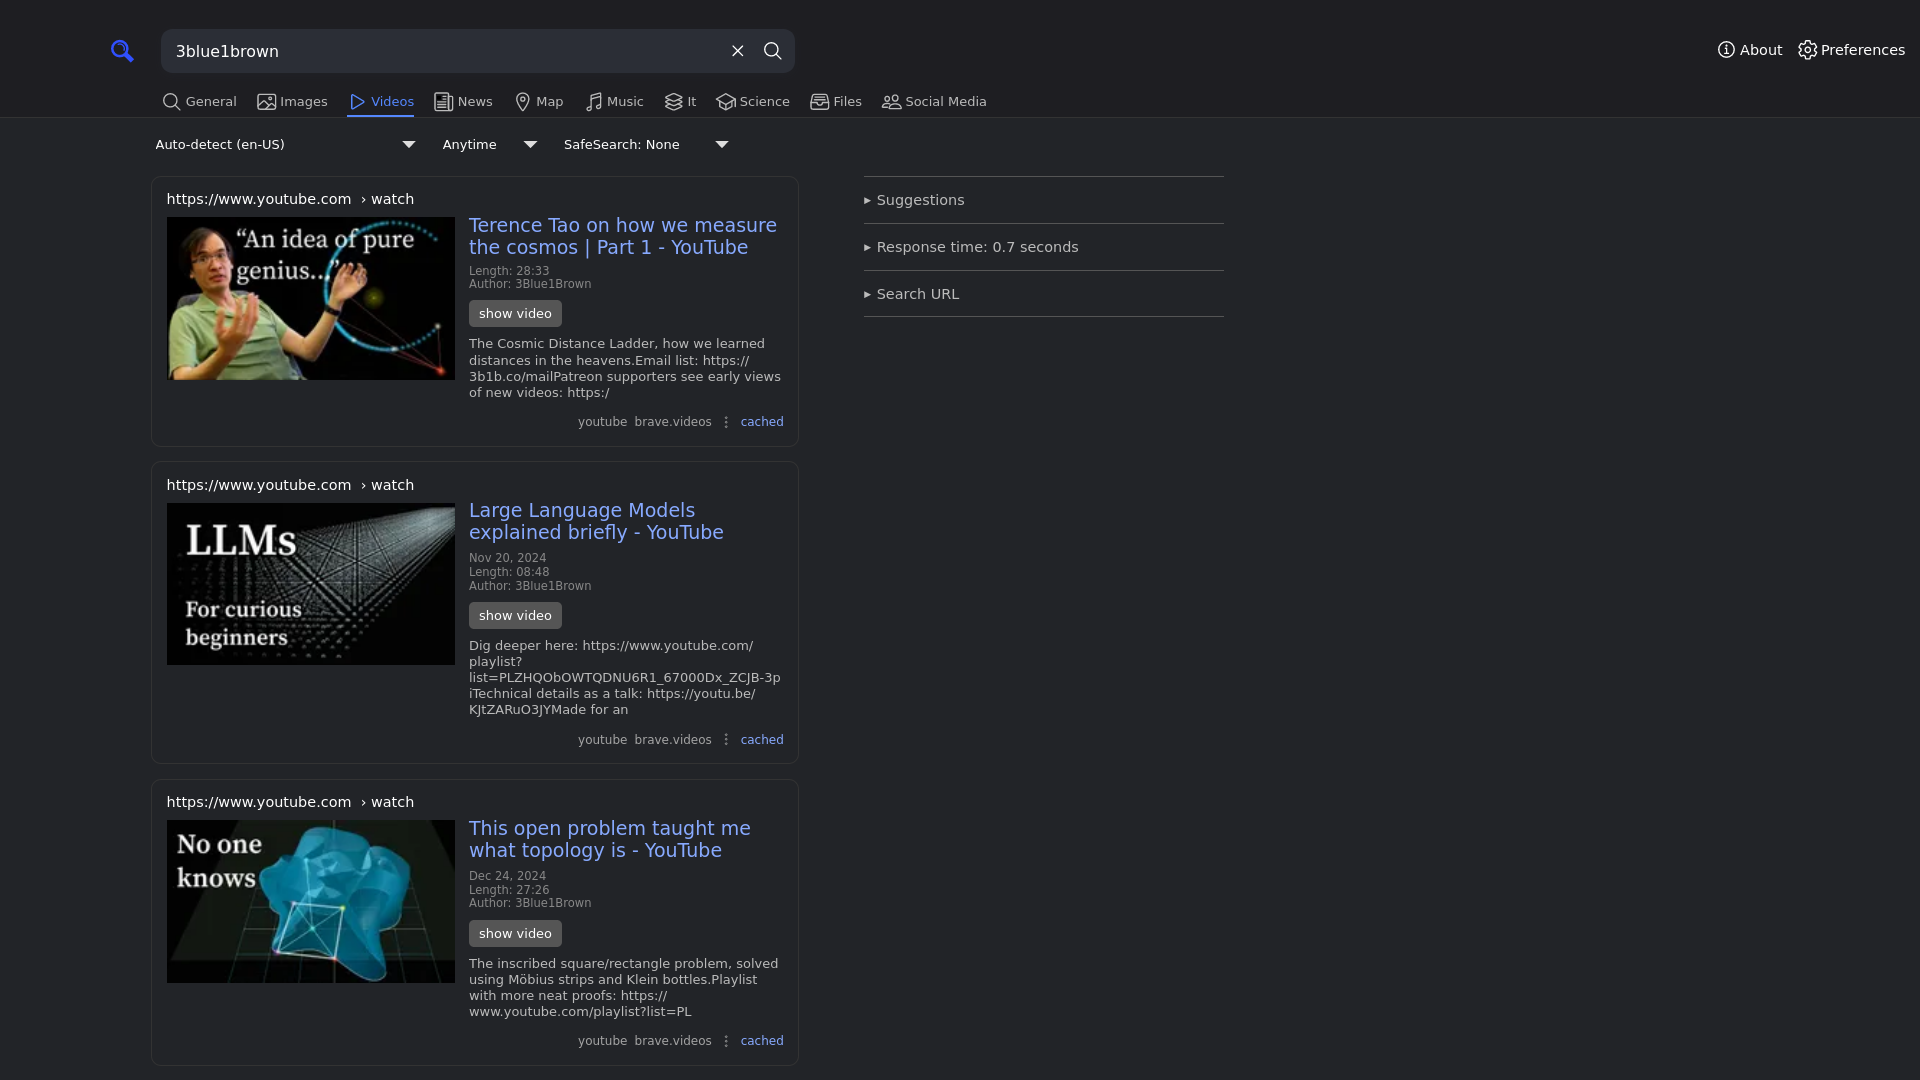 3blue1brown
About
Preferences
General
Images
Videos
News
Map
Music
It
Science
Files
Social Media
Auto-detect (en-US)
Anytime
SafeSearch: None
https://www.youtube.com › watch
“An idea of pure
genius...”
Terence Tao on how we measure
the cosmos | Part 1 - YouTube
Length: 28:33
Author: 3Blue1Brown
show video
The Cosmic Distance Ladder, how we learned
distances in the heavens.Email list: https://
3b1b.co/mailPatreon supporters see early views
of new videos: https:/
youtube brave.videos
cached
https://www.youtube.com › watch
LLMs
For curious
beginners
Large Language Models
explained briefly - YouTube
Nov 20, 2024
Length: 08:48
Author: 3Blue1Brown
show video
Dig deeper here: https://www.youtube.com/
playlist?
list=PLZHQObOWTQDNU6R1_67000Dx_ZCJB-3p
iTechnical details as a talk: https://youtu.be/
KJtZARuO3JYMade for an
youtube brave.videos
cached
https://www.youtube.com › watch
No one
knows
This open problem taught me
what topology is - YouTube
Dec 24, 2024
Length: 27:26
Author: 3Blue1Brown
show video
The inscribed square/rectangle problem, solved
using Möbius strips and Klein bottles.Playlist
with more neat proofs: https://
www.youtube.com/playlist?list=PL
youtube brave.videos
cached
Suggestions
Response time: 0.7 seconds
Search URL